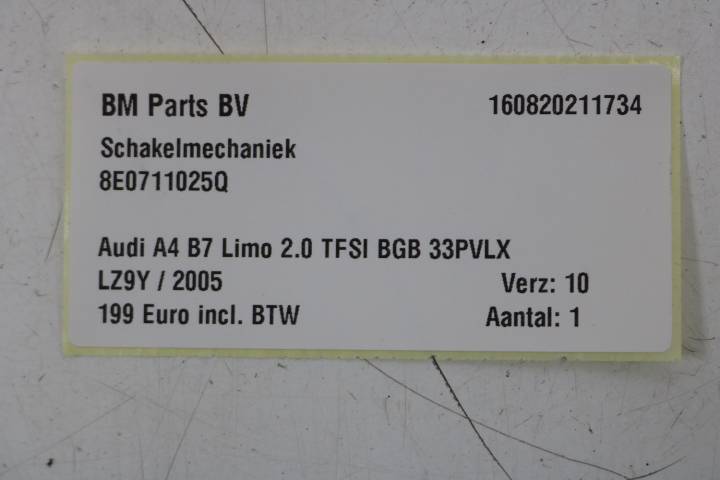 BM Parts BV 160820211734
Schakelmechaniek
8E0711025Q
Audi A4 B7 Limo 2.0 TFSI BGB 33PVLX
LZ9Y / 2005 Verz: 10
199 Euro incl. BTW Aantal: 1